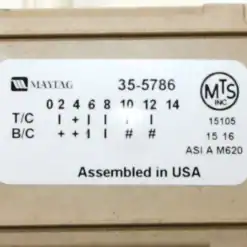 MAYTAG 35-5786
MTS INC
0 2 4 6 8 10 12 14
T/C I + I I I I
B/C + + I I # #
15105
15 16
ASI A M620
Assembled in USA